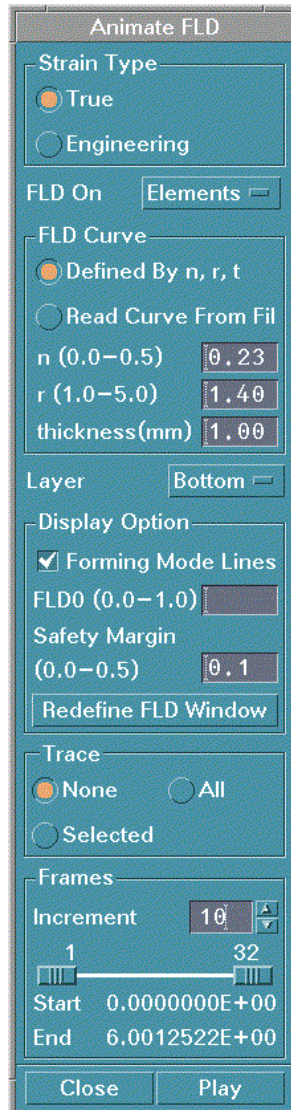 Animate FLD
Strain Type
True
Engineering
FLD On Elements
FLD Curve
Defined By n, r, t
Read Curve From Fil
n (0.0-0.5) 0.23
r (1.0-5.0) 1.40
thickness(mm) 1.00
Layer Bottom
Display Option
Forming Mode Lines
FLD0 (0.0-1.0)
Safety Margin
(0.0-0.5) 0.1
Redefine FLD Window
Trace
None All
Selected
Frames
Increment 10
1 32
Start 0.0000000E+00
End 6.0012522E+00
Close Play